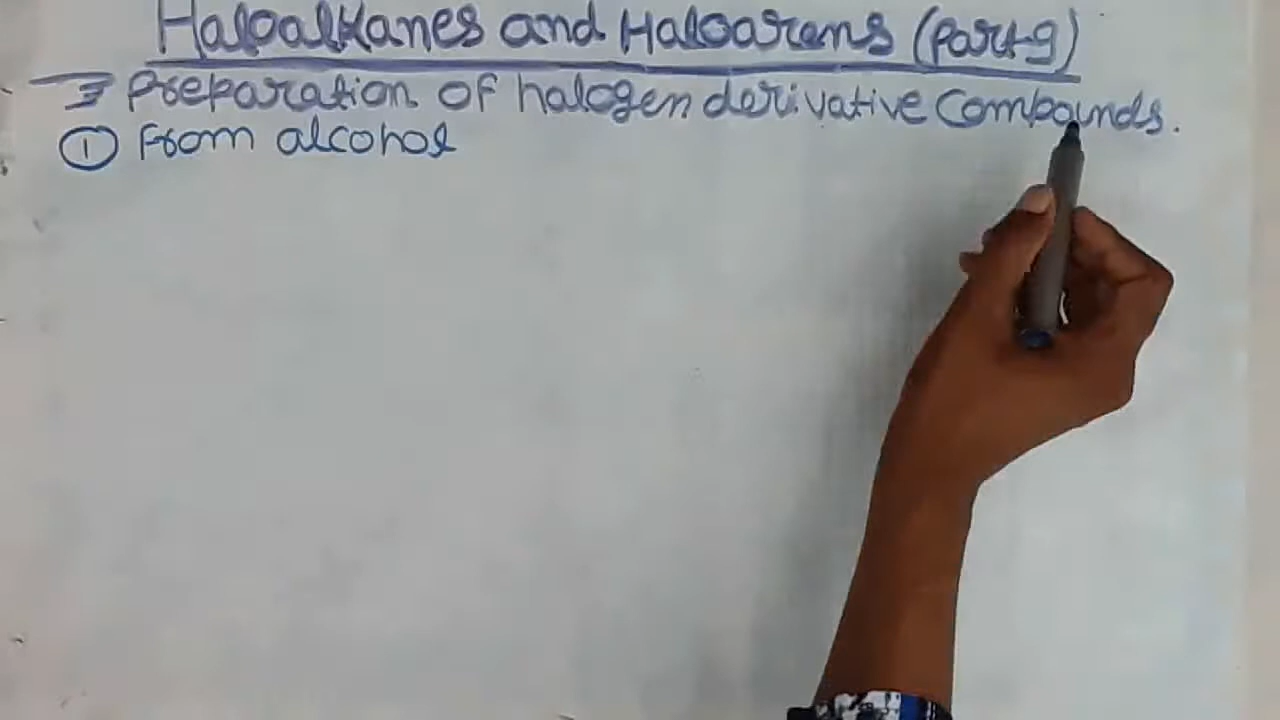 Haloalkanes and Haloarens (Part-9)
⇒ Preparation of halogen derivative Compounds.
① From alcohol